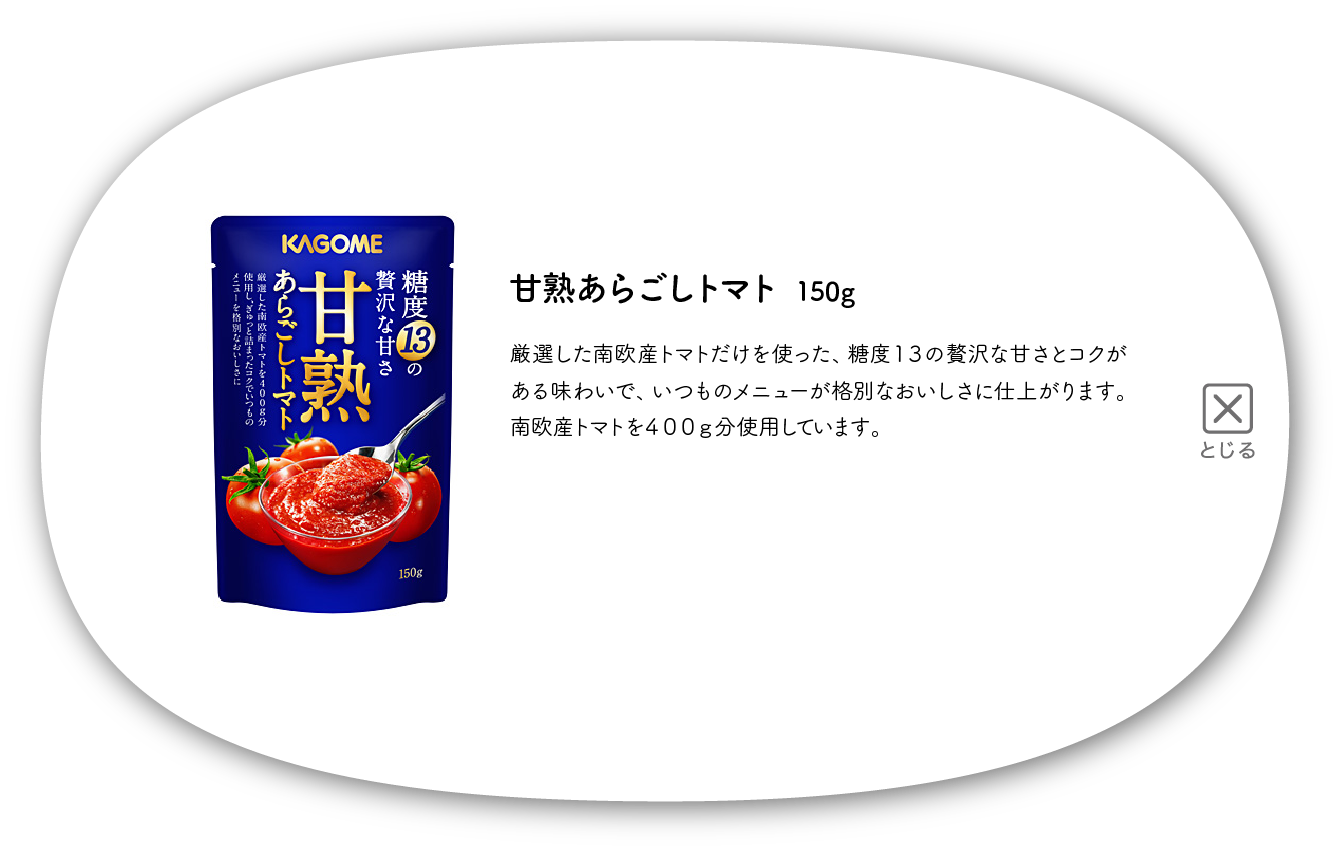 KAGOME
糖度13の
贅沢な甘さ
甘熟
あらごしトマト
厳選した南欧産トマトを400g分
使用し、ぎゅっと詰まったコクでいつもの
メニューを格別なおいしさに
150g
甘熟あらごしトマト 150g
厳選した南欧産トマトだけを使った、糖度13の贅沢な甘さとコクが
ある味わいで、いつものメニューが格別なおいしさに仕上がります。
南欧産トマトを400g分使用しています。
とじる